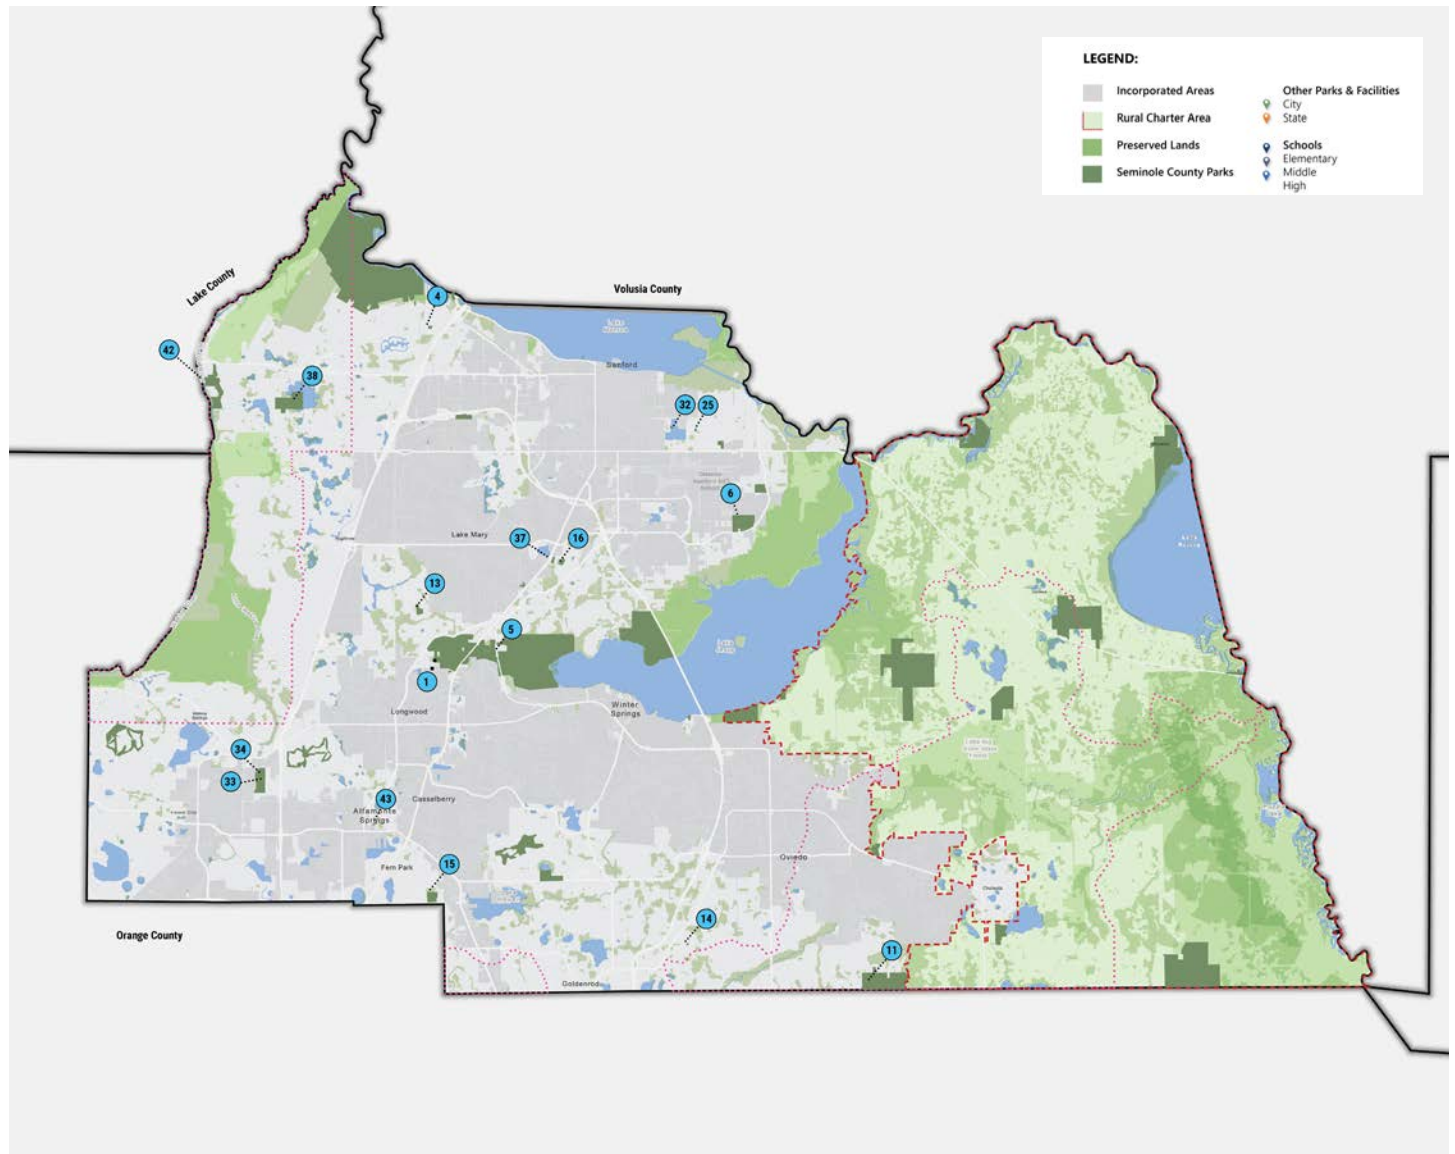 LEGEND:
Incorporated Areas
Rural Charter Area
Preserved Lands
Seminole County Parks
Other Parks & Facilities
City
State
Schools
Elementary
Middle
High
Lake County
Volusia County
4
42
38
Sanford
32
25
6
Lake Mary
37
16
13
5
1
Longwood
Winter
Springs
34
33
43
Casselberry
Altamonte
Springs
Fern Park
15
Oviedo
Chuluota
14
11
Orange County
Goldenrod